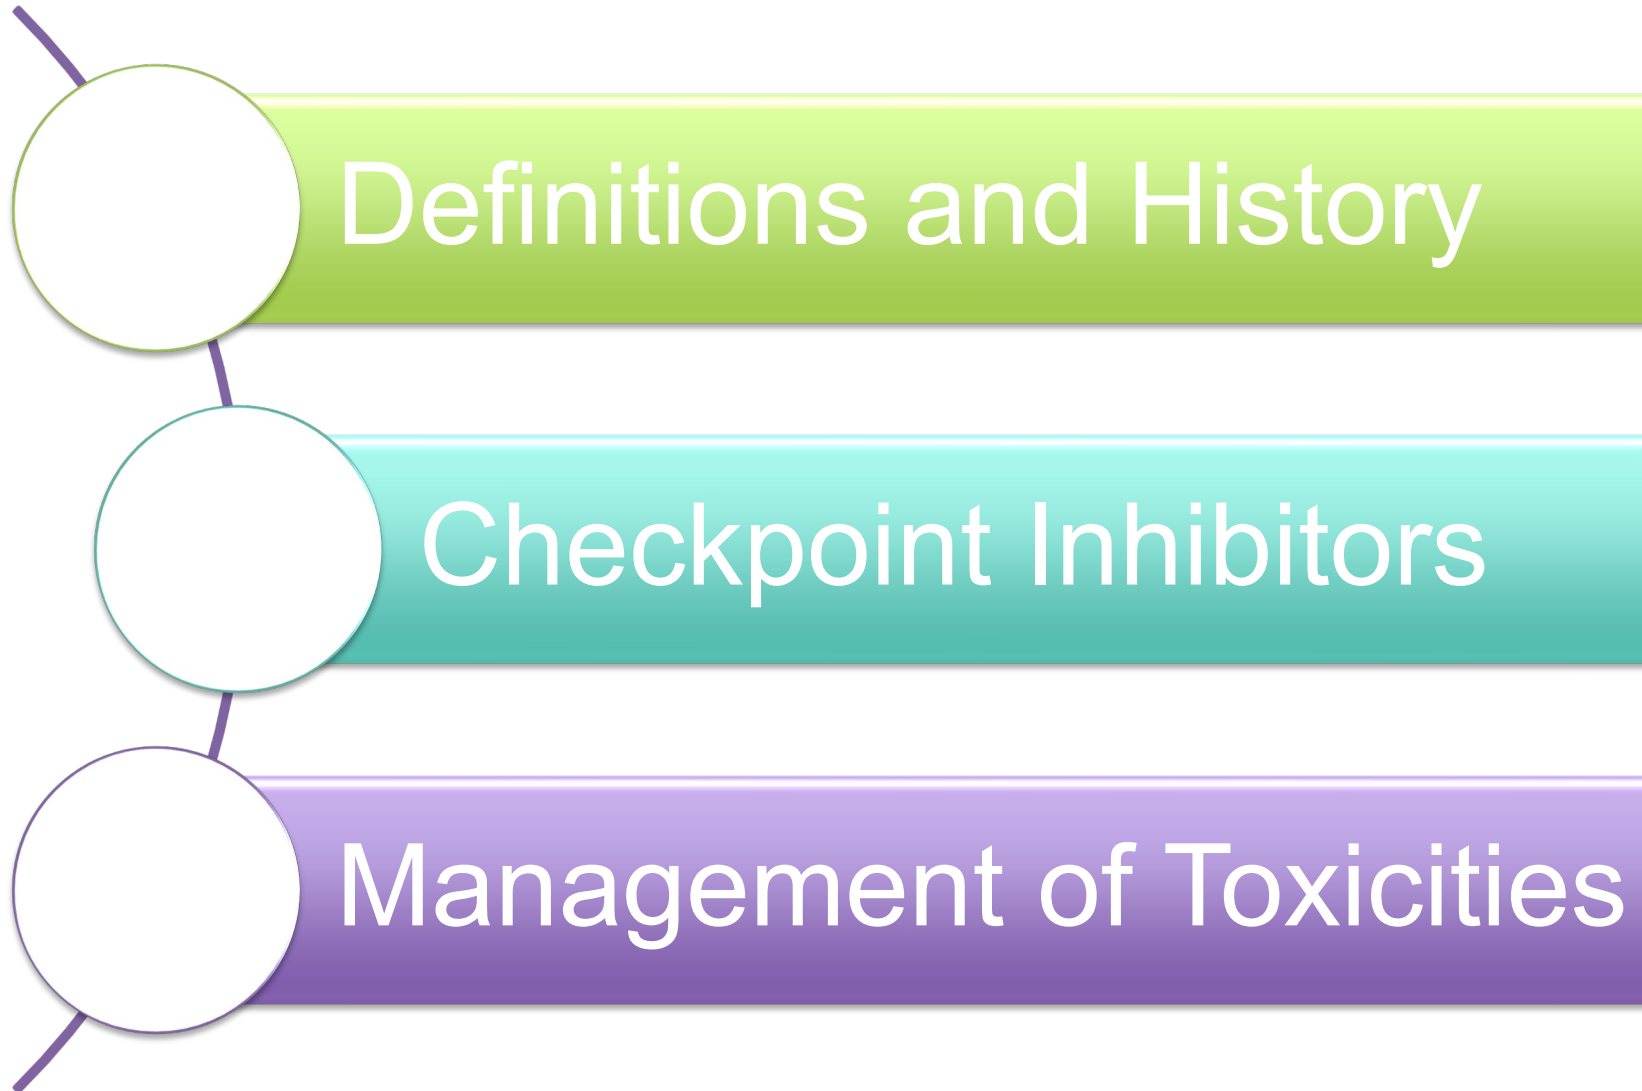 Definitions and History
Checkpoint Inhibitors
Management of Toxicities